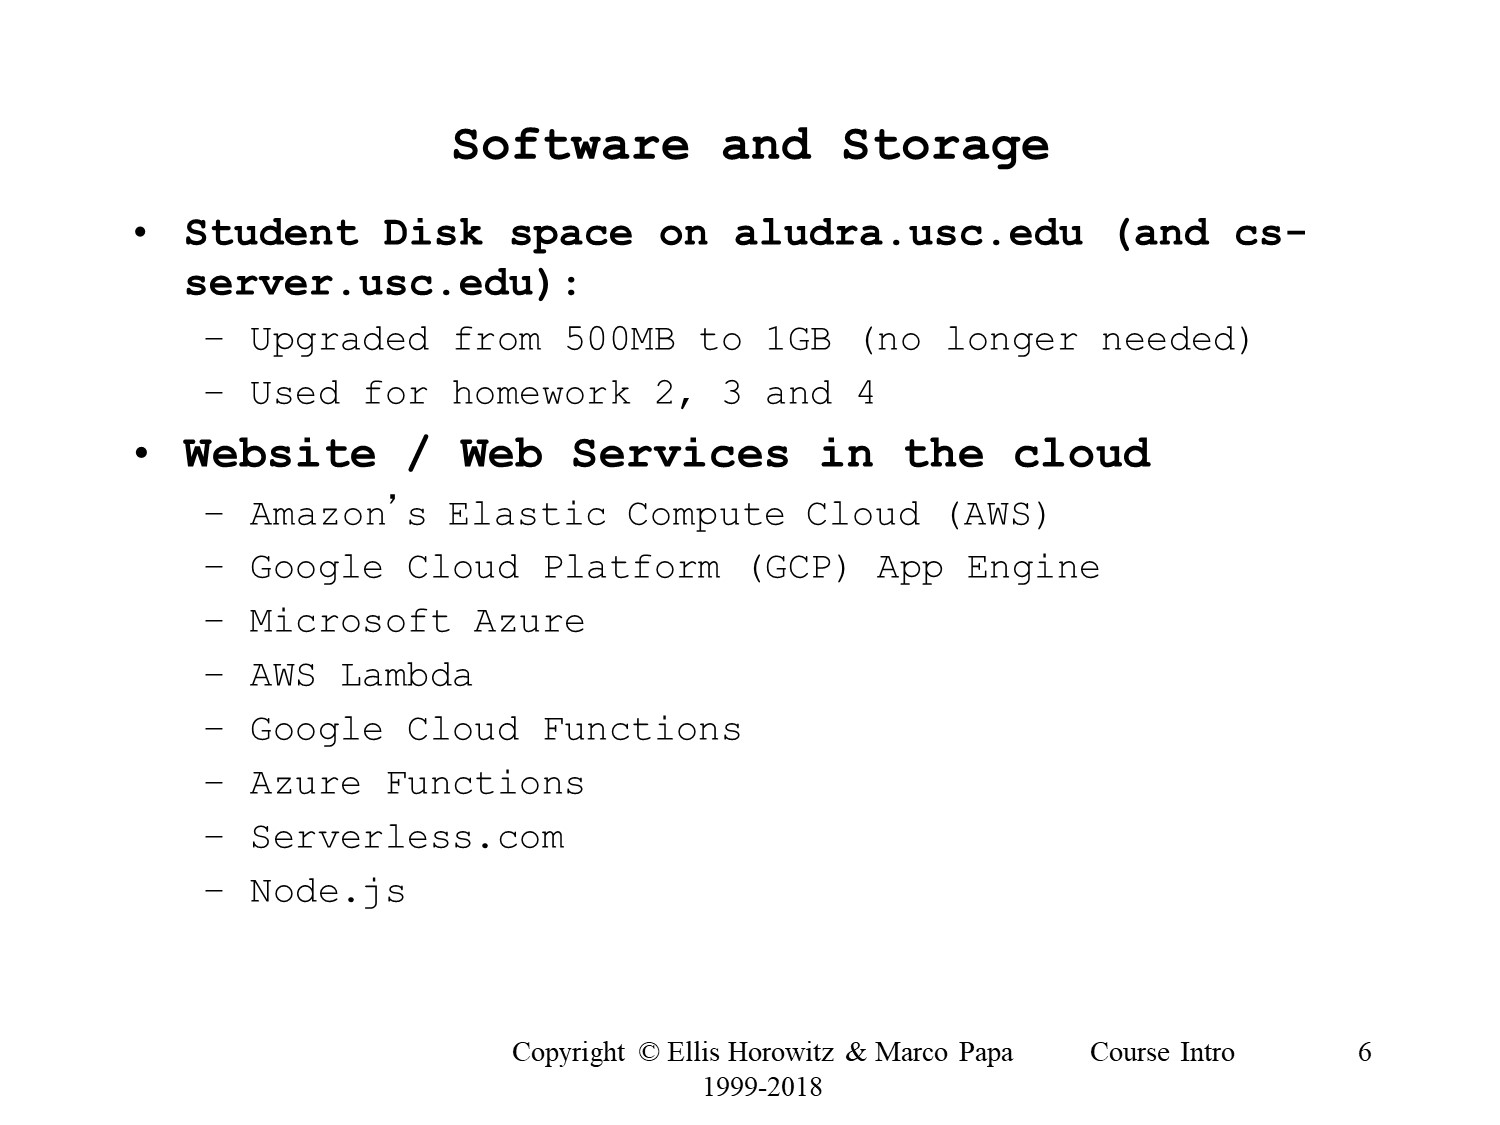 Software and Storage
• Student Disk space on aludra.usc.edu (and cs-
server.usc.edu):
– Upgraded from 500MB to 1GB (no longer needed)
– Used for homework 2, 3 and 4
• Website / Web Services in the cloud
– Amazon’s Elastic Compute Cloud (AWS)
– Google Cloud Platform (GCP) App Engine
– Microsoft Azure
– AWS Lambda
– Google Cloud Functions
– Azure Functions
– Serverless.com
– Node.js
Copyright © Ellis Horowitz & Marco Papa Course Intro 6
1999-2018